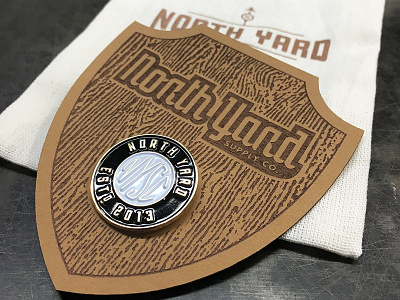 NORTH YARD
North Yard
SUPPLY CO.
NORTH YARD
ESTD
2013